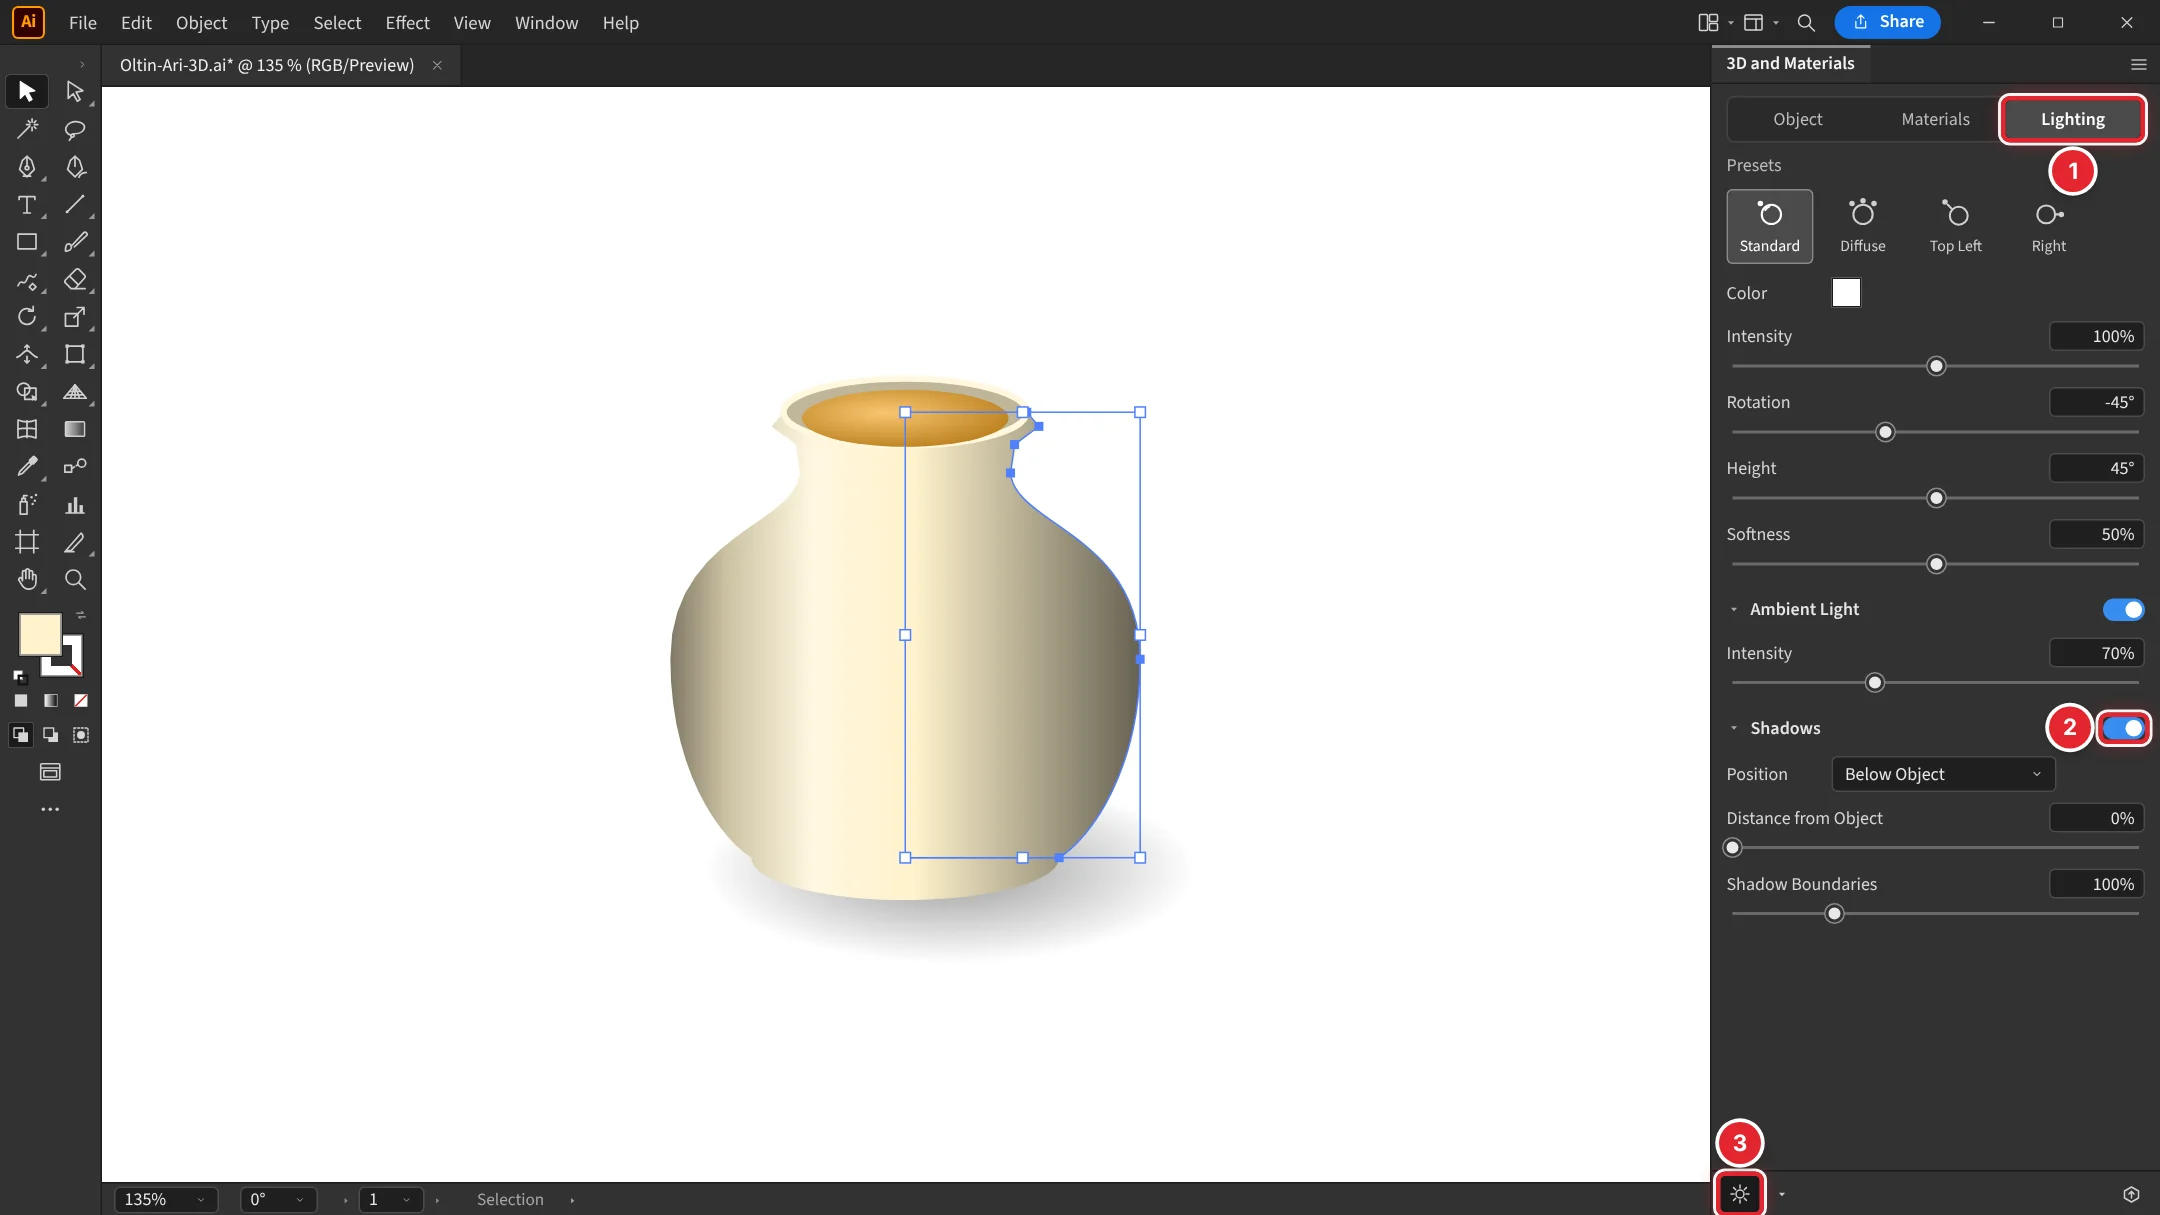 Ai File Edit Object Type Select Effect View Window Help
Share
Oltin-Ari-3D.ai* @ 135 % (RGB/Preview)
3D and Materials
Object Materials Lighting
1
Presets
Standard Diffuse Top Left Right
Color
Intensity 100%
Rotation -45°
Height 45°
Softness 50%
Ambient Light
Intensity 70%
Shadows 2
Position Below Object
Distance from Object 0%
Shadow Boundaries 100%
3
135% 0° 1 Selection